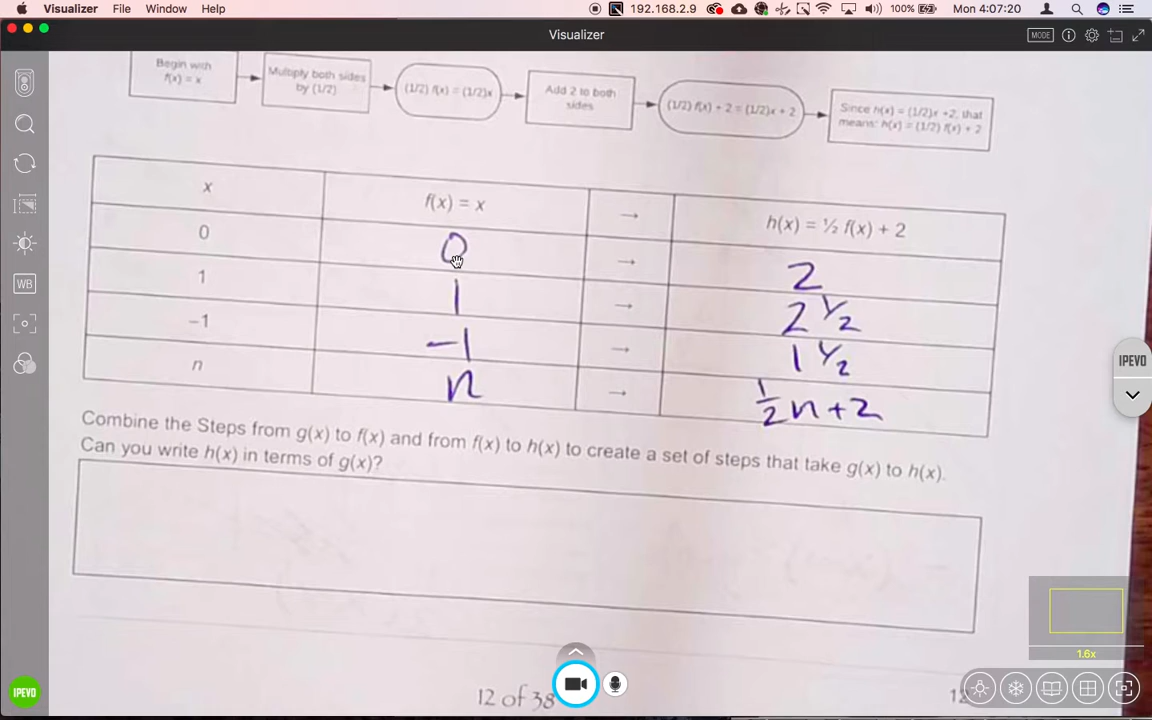 Visualizer File Window Help 192.168.2.9 100% Mon 4:07:20
Visualizer
MODE
Begin with
f(x) = x
Multiply both sides
by (1/2)
(1/2) f(x) = (1/2)x
Add 2 to both
sides
(1/2) f(x) + 2 = (1/2)x + 2
Since h(x) = (1/2)x +2, that
means: h(x) = (1/2) f(x) + 2
x f(x) = x → h(x) = ½ f(x) + 2
0 0 → 2
1 1 → 2 ½
−1 −1 → 1 ½
n n → ½n+2
Combine the Steps from g(x) to f(x) and from f(x) to h(x) to create a set of steps that take g(x) to h(x).
Can you write h(x) in terms of g(x)?
WB
IPEVO
1.6x
IPEVO
12 of 38
12